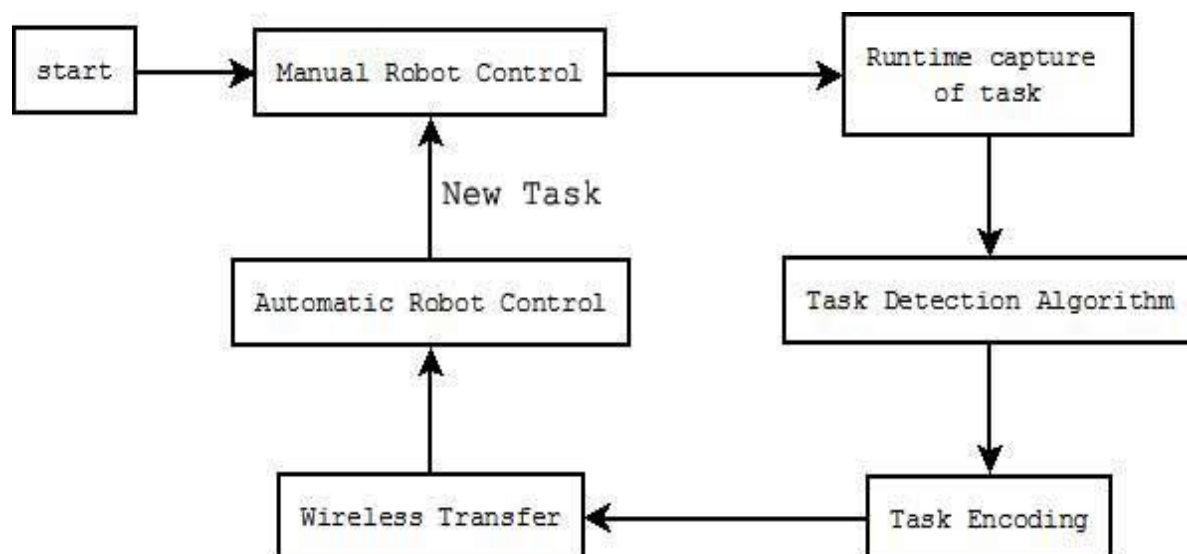 start
Manual Robot Control
Runtime capture
of task
New Task
Automatic Robot Control
Task Detection Algorithm
Wireless Transfer
Task Encoding